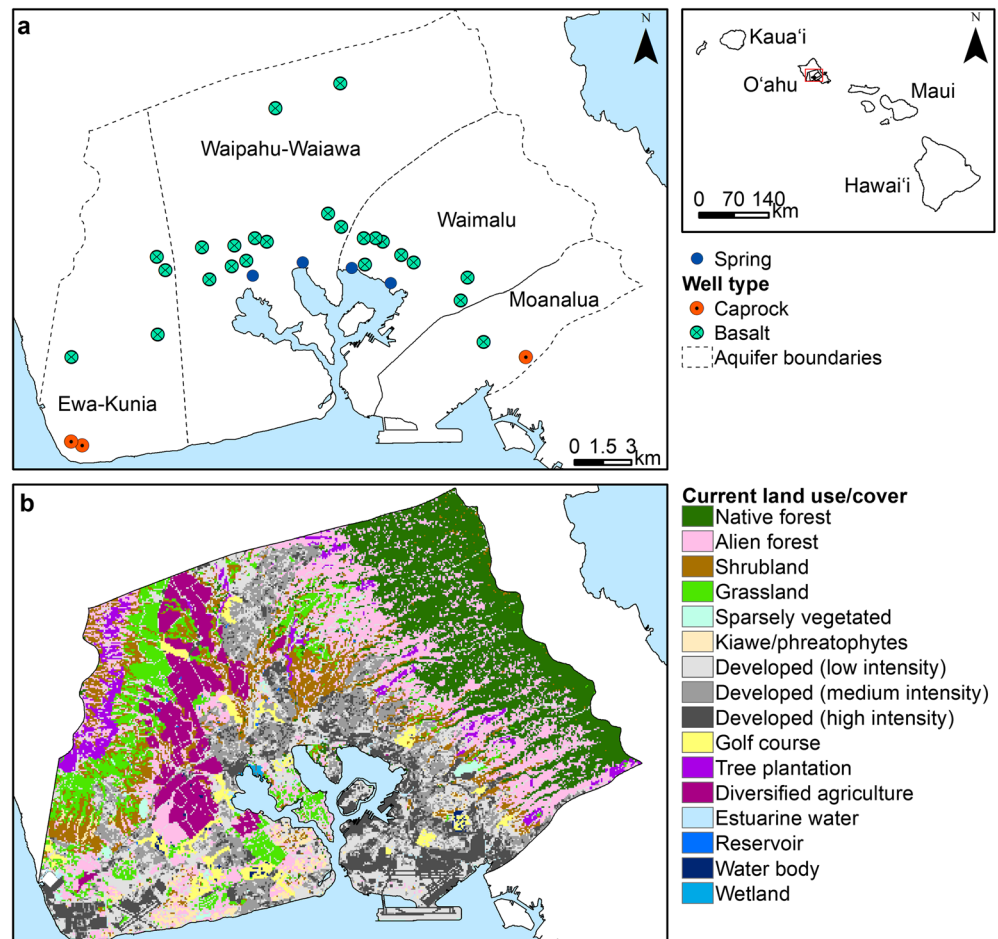 a
N
Waipahu-Waiawa
Waimalu
Moanalua
Ewa-Kunia
0 1.5 3
km
N
Kauaʻi
Oʻahu
Maui
Hawaiʻi
0 70 140
km
Spring
Well type
Caprock
Basalt
Aquifer boundaries
b
Current land use/cover
Native forest
Alien forest
Shrubland
Grassland
Sparsely vegetated
Kiawe/phreatophytes
Developed (low intensity)
Developed (medium intensity)
Developed (high intensity)
Golf course
Tree plantation
Diversified agriculture
Estuarine water
Reservoir
Water body
Wetland